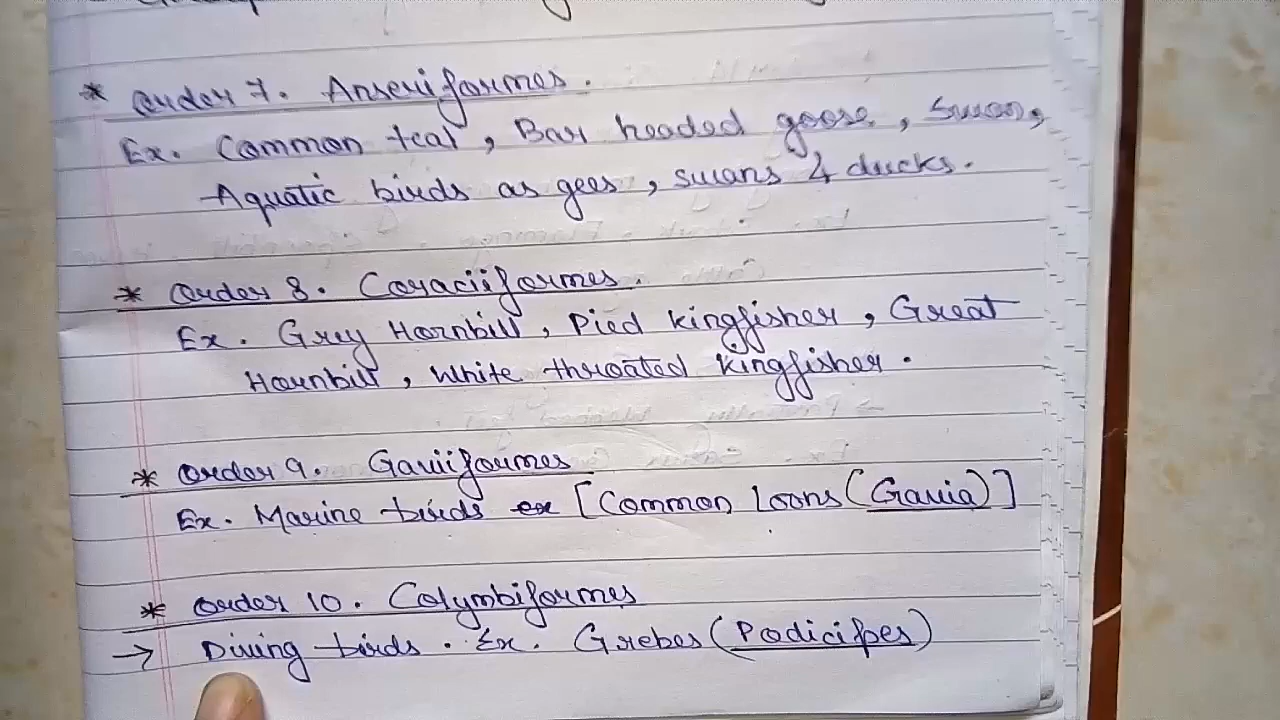 * Order 7. Anseriformes.
Ex. Common teal, Bar headed goose, Swan,
Aquatic birds as gees, swans & ducks.
* Order 8. Coraciiformes.
Ex. Grey Hornbill, Pied kingfisher, Great
Hornbill, White throated kingfisher.
* Order 9. Gaviiformes
Ex. Marine birds ex [Common Loons (Gavia)]
* Order 10. Colymbiformes
→ Diving birds. Ex. Grebes (Podicipes)